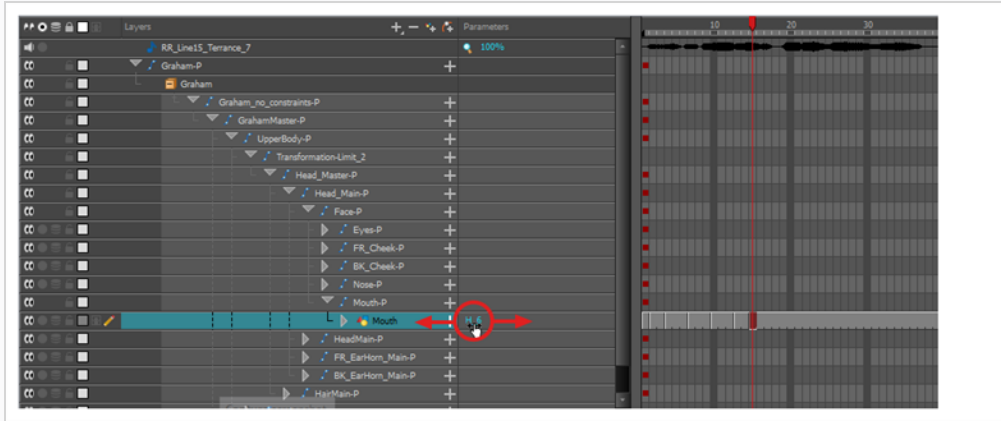 Layers Parameters 10 20 30
RR_Line15_Terrance_7 100%
Graham-P
Graham
Graham_no_constraints-P
GrahamMaster-P
UpperBody-P
Transformation-Limit_2
Head_Master-P
Head_Main-P
Face-P
Eyes-P
FR_Cheek-P
BK_Cheek-P
Nose-P
Mouth-P
Mouth H_6
HeadMain-P
FR_EarHorn_Main-P
BK_EarHorn_Main-P
HairMain-P